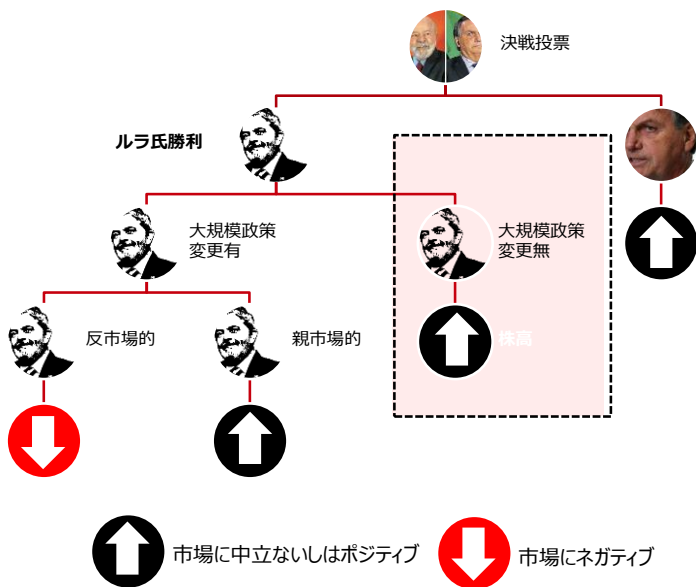 決戦投票
ルラ氏勝利
大規模政策
変更有
大規模政策
変更無
反市場的
親市場的
株高
市場に中立ないしはポジティブ
市場にネガティブ